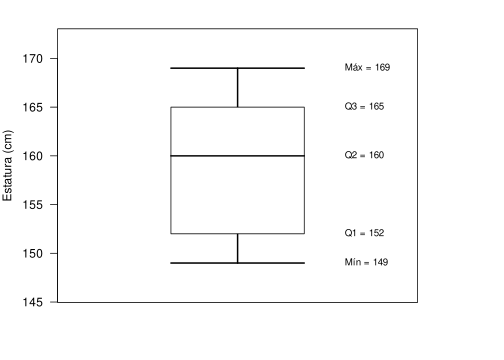 Estatura (cm)
170
165
160
155
150
145
Máx = 169
Q3 = 165
Q2 = 160
Q1 = 152
Mín = 149